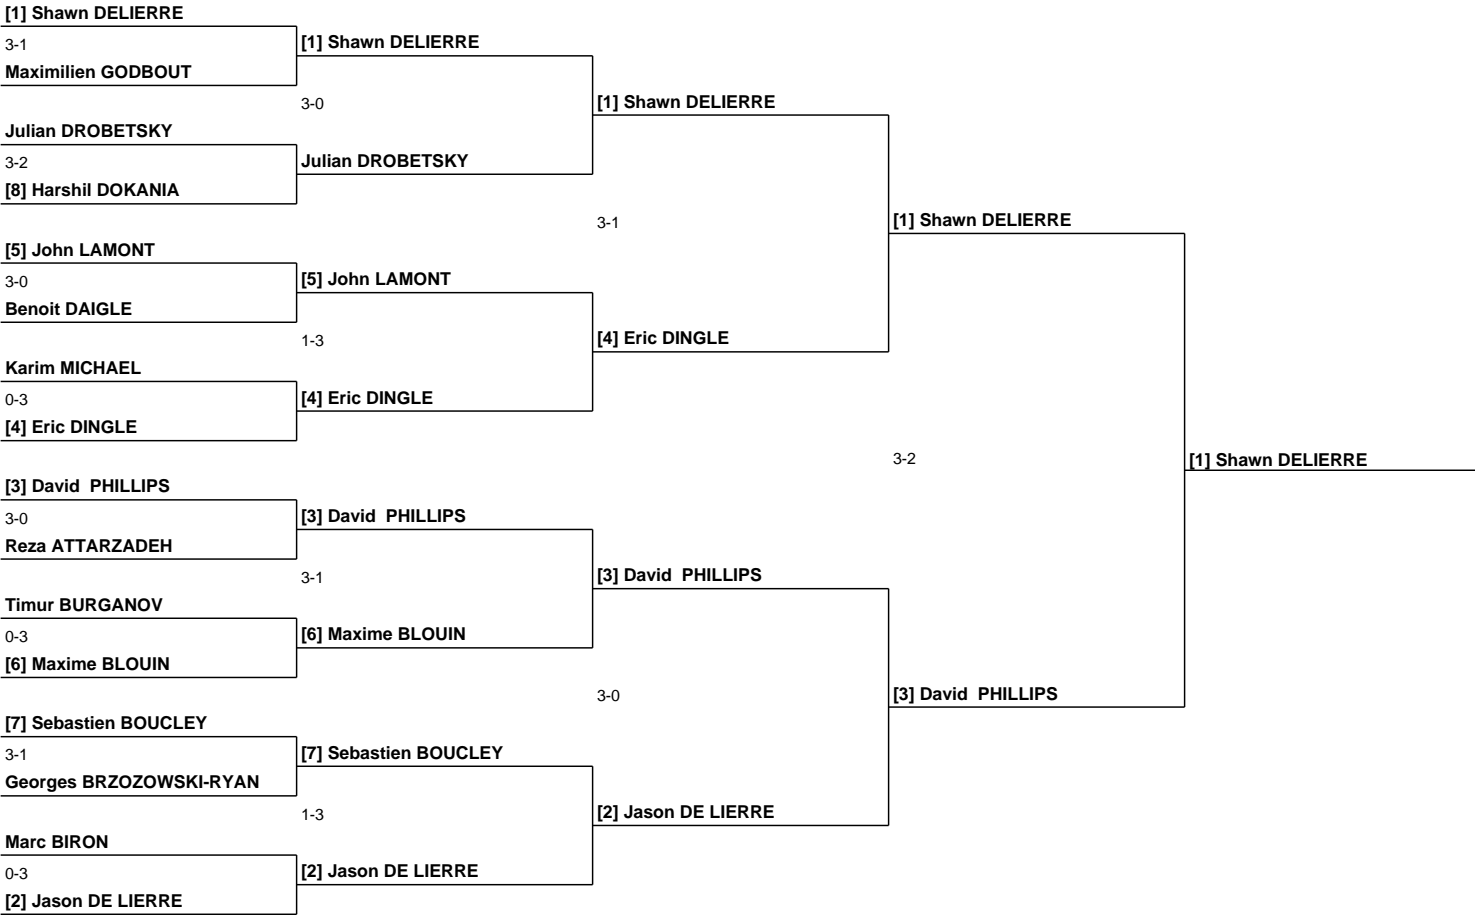 [1] Shawn DELIERRE
3-1
Maximilien GODBOUT
Julian DROBETSKY
3-2
[8] Harshil DOKANIA
[5] John LAMONT
3-0
Benoit DAIGLE
Karim MICHAEL
0-3
[4] Eric DINGLE
[3] David  PHILLIPS
3-0
Reza ATTARZADEH
Timur BURGANOV
0-3
[6] Maxime BLOUIN
[7] Sebastien BOUCLEY
3-1
Georges BRZOZOWSKI-RYAN
Marc BIRON
0-3
[2] Jason DE LIERRE
[1] Shawn DELIERRE
3-0
Julian DROBETSKY
[5] John LAMONT
1-3
[4] Eric DINGLE
[3] David  PHILLIPS
3-1
[6] Maxime BLOUIN
[7] Sebastien BOUCLEY
1-3
[2] Jason DE LIERRE
[1] Shawn DELIERRE
3-1
[4] Eric DINGLE
[3] David  PHILLIPS
3-0
[2] Jason DE LIERRE
[1] Shawn DELIERRE
3-2
[3] David  PHILLIPS
[1] Shawn DELIERRE